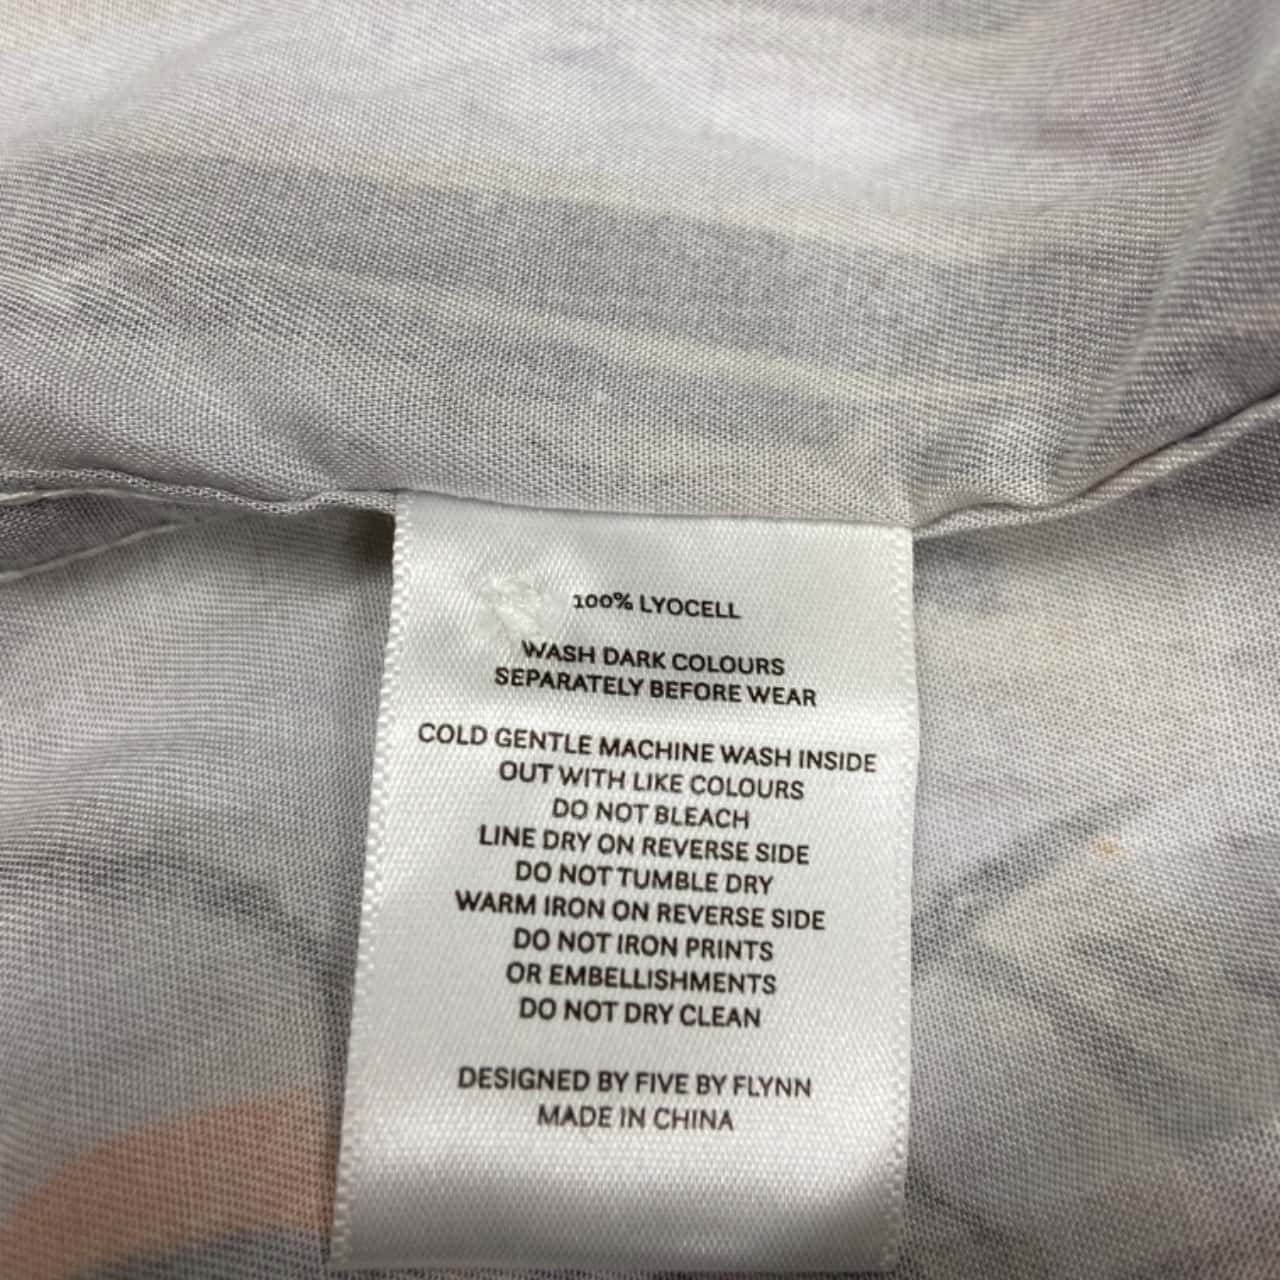 100% LYOCELL
WASH DARK COLOURS
SEPARATELY BEFORE WEAR
COLD GENTLE MACHINE WASH INSIDE
OUT WITH LIKE COLOURS
DO NOT BLEACH
LINE DRY ON REVERSE SIDE
DO NOT TUMBLE DRY
WARM IRON ON REVERSE SIDE
DO NOT IRON PRINTS
OR EMBELLISHMENTS
DO NOT DRY CLEAN
DESIGNED BY FIVE BY FLYNN
MADE IN CHINA